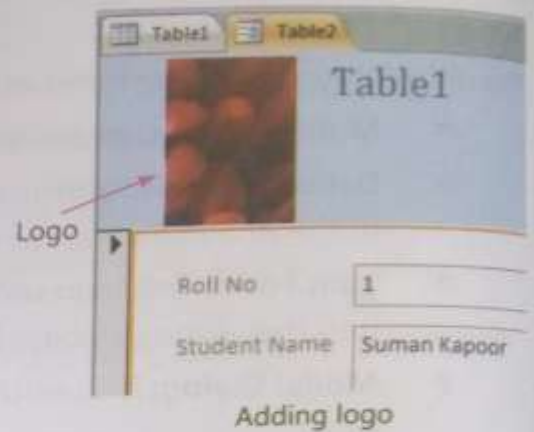 Table1 Table2
Table1
Logo
Roll No 1
Student Name Suman Kapoor
Adding logo